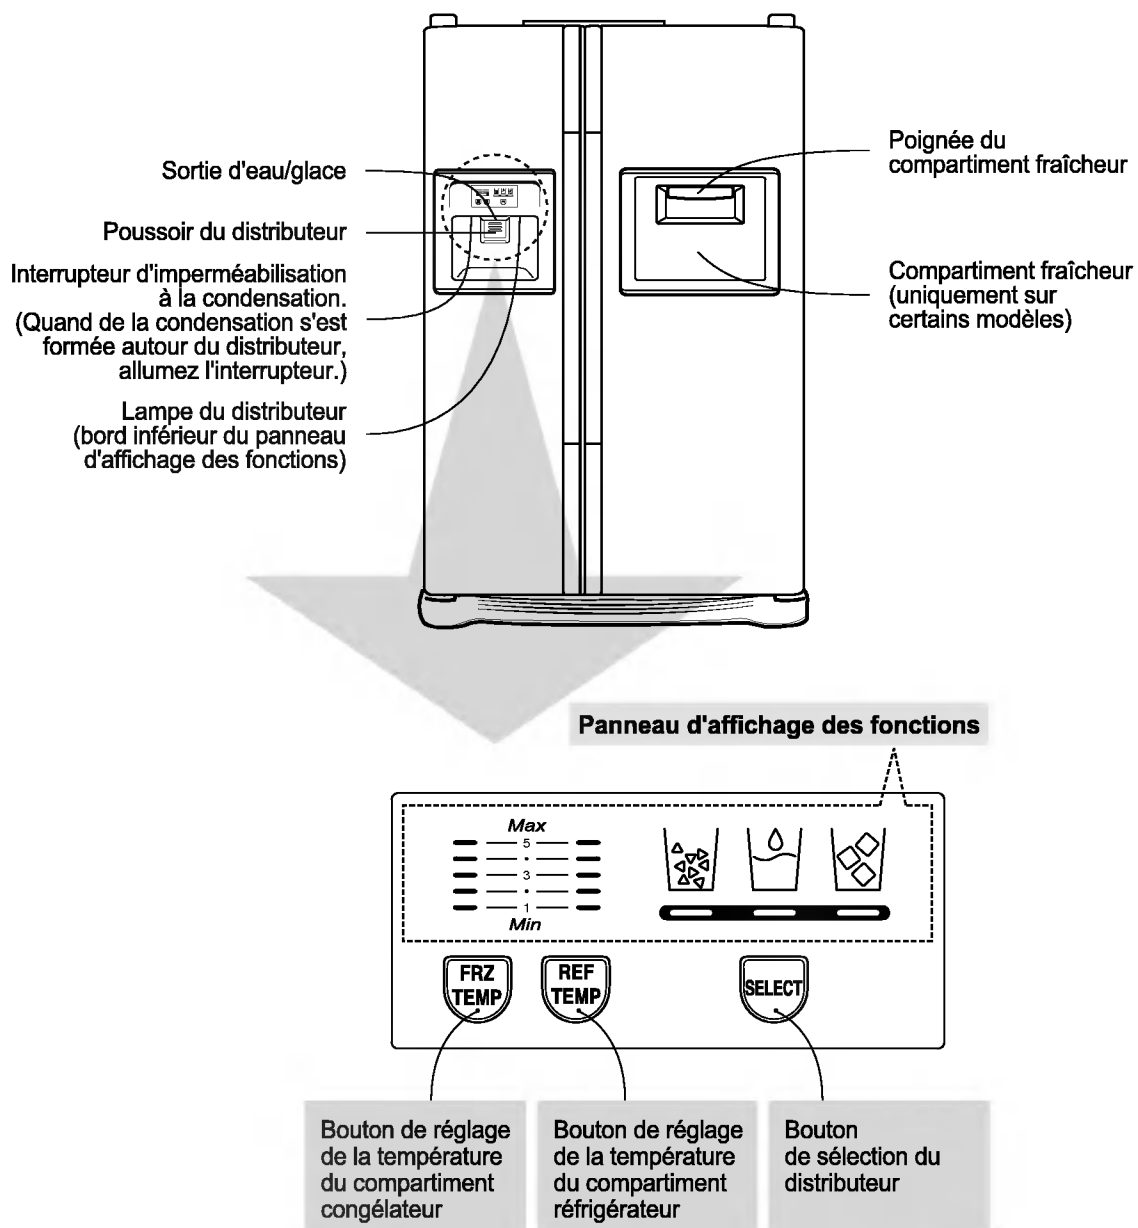 Sortie d'eau/glace
Poussoir du distributeur
Interrupteur d'imperméabilisation
à la condensation.
(Quand de la condensation s'est
formée autour du distributeur,
allumez l'interrupteur.)
Lampe du distributeur
(bord inférieur du panneau
d'affichage des fonctions)
Poignée du
compartiment fraîcheur
Compartiment fraîcheur
(uniquement sur
certains modèles)
Panneau d'affichage des fonctions
Max
5
3
1
Min
FRZ
TEMP
REF
TEMP
SELECT
Bouton de réglage
de la température
du compartiment
congélateur
Bouton de réglage
de la température
du compartiment
réfrigérateur
Bouton
de sélection du
distributeur